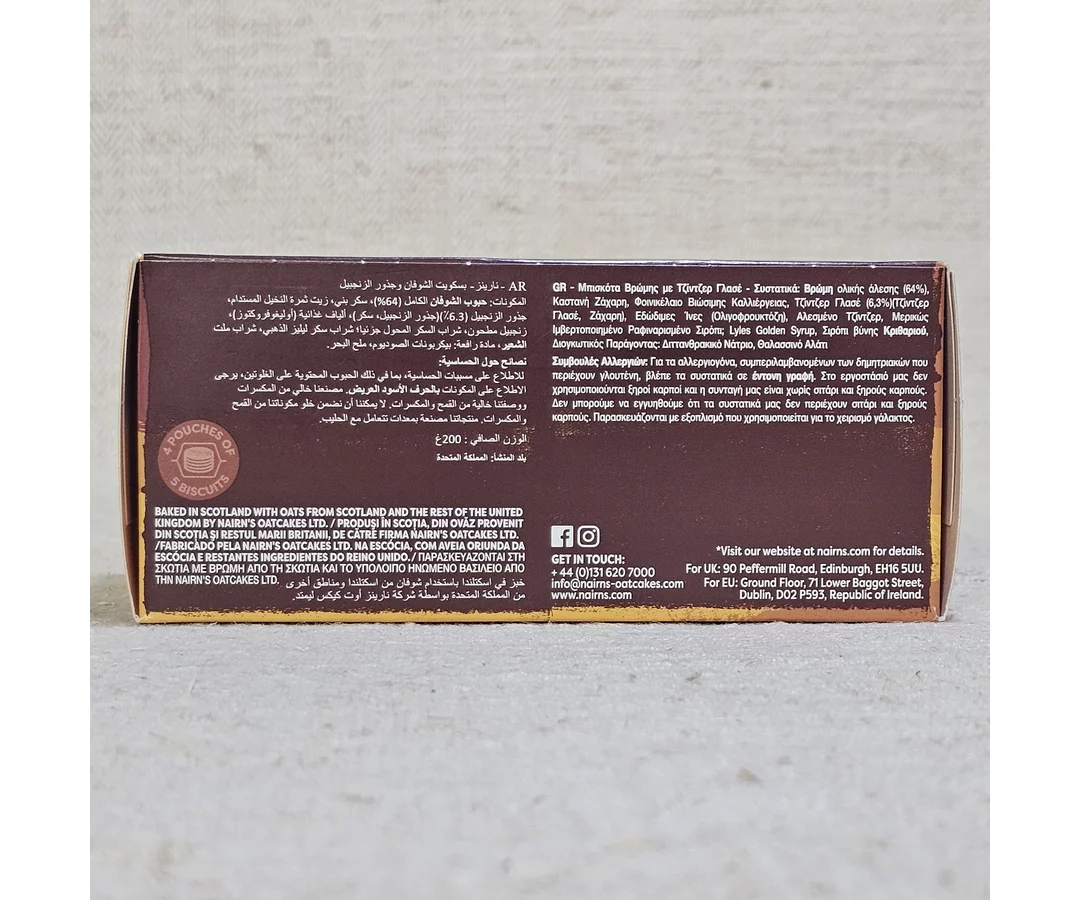 AR - نارينز- بسكويت الشوفان وجذور الزنجبيل
المكونات: حبوب الشوفان الكامل (64%)، سكر بني، زيت ثمرة النخيل المستدام،
جذور الزنجبيل (6.3٪)(جذور الزنجبيل، سكر)، ألياف غذائية (أوليغوفروكتوز)،
زنجبيل مطحون، شراب السكر المحول جزئيا؛ شراب سكر ليليز الذهبي، شراب ملت
الشعير، مادة رافعة: بيكربونات الصوديوم، ملح البحر.
نصائح حول الحساسية:
للاطلاع على مسببات الحساسية، بما في ذلك الحبوب المحتوية على الغلوتين، يرجى
الاطلاع على المكونات بالحرف الأسود العريض. مصنعنا خالي من المكسرات
ووصفتنا خالية من القمح والمكسرات. لا يمكننا أن نضمن خلو مكوناتنا من القمح
والمكسرات. منتجاتنا مصنعة بمعدات تتعامل مع الحليب.
الوزن الصافي : 200غ
بلد المنشأ: المملكة المتحدة
4 POUCHES OF
5 BISCUITS
BAKED IN SCOTLAND WITH OATS FROM SCOTLAND AND THE REST OF THE UNITED
KINGDOM BY NAIRN'S OATCAKES LTD. / PRODUȘI ÎN SCOȚIA, DIN OVĂZ PROVENIT
DIN SCOȚIA ȘI RESTUL MARII BRITANII, DE CĂTRE FIRMA NAIRN'S OATCAKES LTD.
/FABRICADO PELA NAIRN'S OATCAKES LTD. NA ESCÓCIA, COM AVEIA ORIUNDA DA
ESCÓCIA E RESTANTES INGREDIENTES DO REINO UNIDO. / ΠΑΡΑΣΚΕΥΑΖΟΝΤΑΙ ΣΤΗ
ΣΚΩΤΙΑ ΜΕ ΒΡΩΜΗ ΑΠΟ ΤΗ ΣΚΩΤΙΑ ΚΑΙ ΤΟ ΥΠΟΛΟΙΠΟ ΗΝΩΜΕΝΟ ΒΑΣΙΛΕΙΟ ΑΠΟ
ΤΗΝ NAIRN'S OATCAKES LTD. خبز في اسكتلندا باستخدام شوفان من اسكتلندا ومناطق أخرى
من المملكة المتحدة بواسطة شركة نارينز أوت كيكس ليمتد.
GR - Μπισκότα Βρώμης με Τζίντζερ Γλασέ - Συστατικά: Βρώμη ολικής άλεσης (64%),
Καστανή Ζάχαρη, Φοινικέλαιο Βιώσιμης Καλλιέργειας, Τζίντζερ Γλασέ (6,3%)(Τζίντζερ
Γλασέ, Ζάχαρη), Εδώδιμες Ίνες (Ολιγοφρουκτόζη), Αλεσμένο Τζίντζερ, Μερικώς
Ιμβερτοποιημένο Ραφιναρισμένο Σιρόπι; Lyles Golden Syrup, Σιρόπι βύνης Κριθαριού,
Διογκωτικός Παράγοντας: Διττανθρακικό Νάτριο, Θαλασσινό Αλάτι
Συμβουλές Αλλεργιών: Για τα αλλεργιογόνα, συμπεριλαμβανομένων των δημητριακών που
περιέχουν γλουτένη, βλέπε τα συστατικά σε έντονη γραφή. Στο εργοστάσιό μας δεν
χρησιμοποιούνται ξηροί καρποί και η συνταγή μας είναι χωρίς σιτάρι και ξηρούς καρπούς.
Δεν μπορούμε να εγγυηθούμε ότι τα συστατικά μας δεν περιέχουν σιτάρι και ξηρούς
καρπούς. Παρασκευάζονται με εξοπλισμό που χρησιμοποιείται για το χειρισμό γάλακτος.
GET IN TOUCH:
+ 44 (0)131 620 7000
info@nairns-oatcakes.com
www.nairns.com
*Visit our website at nairns.com for details.
For UK: 90 Peffermill Road, Edinburgh, EH16 5UU.
For EU: Ground Floor, 71 Lower Baggot Street,
Dublin, D02 P593, Republic of Ireland.